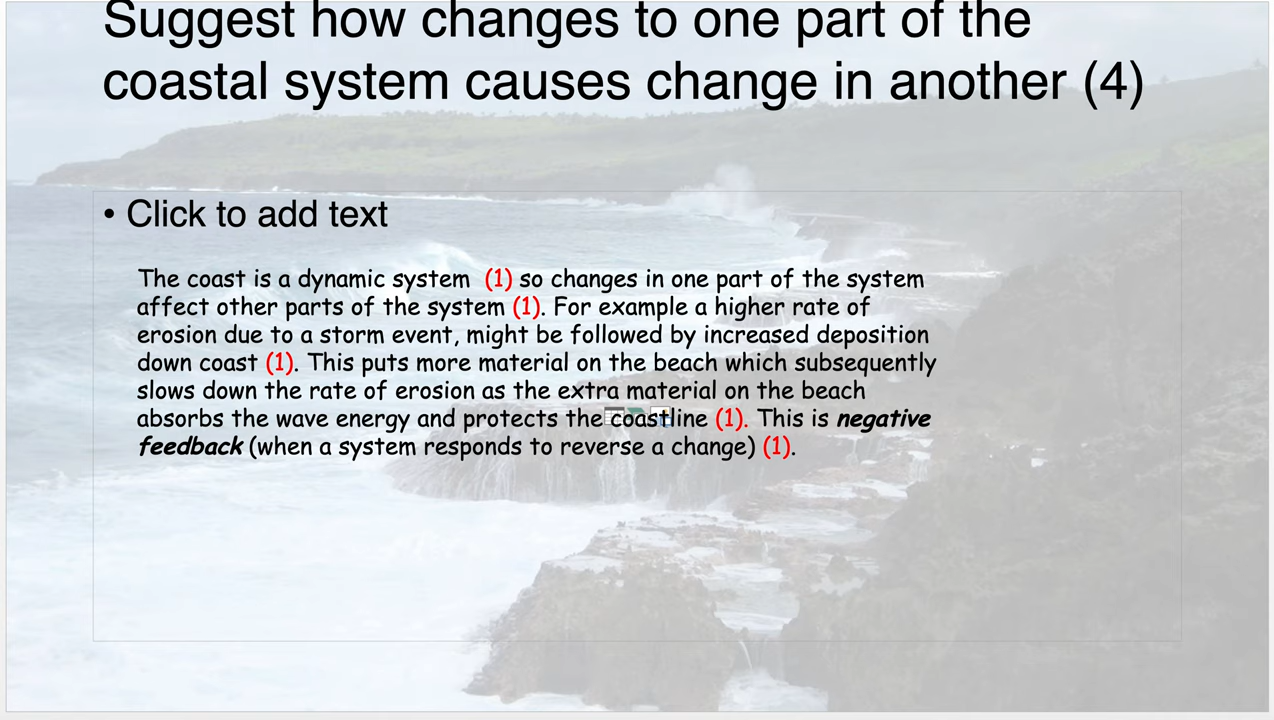 Suggest how changes to one part of the
coastal system causes change in another (4)
• Click to add text
The coast is a dynamic system (1) so changes in one part of the system
affect other parts of the system (1). For example a higher rate of
erosion due to a storm event, might be followed by increased deposition
down coast (1). This puts more material on the beach which subsequently
slows down the rate of erosion as the extra material on the beach
absorbs the wave energy and protects the coastline (1). This is negative
feedback (when a system responds to reverse a change) (1).